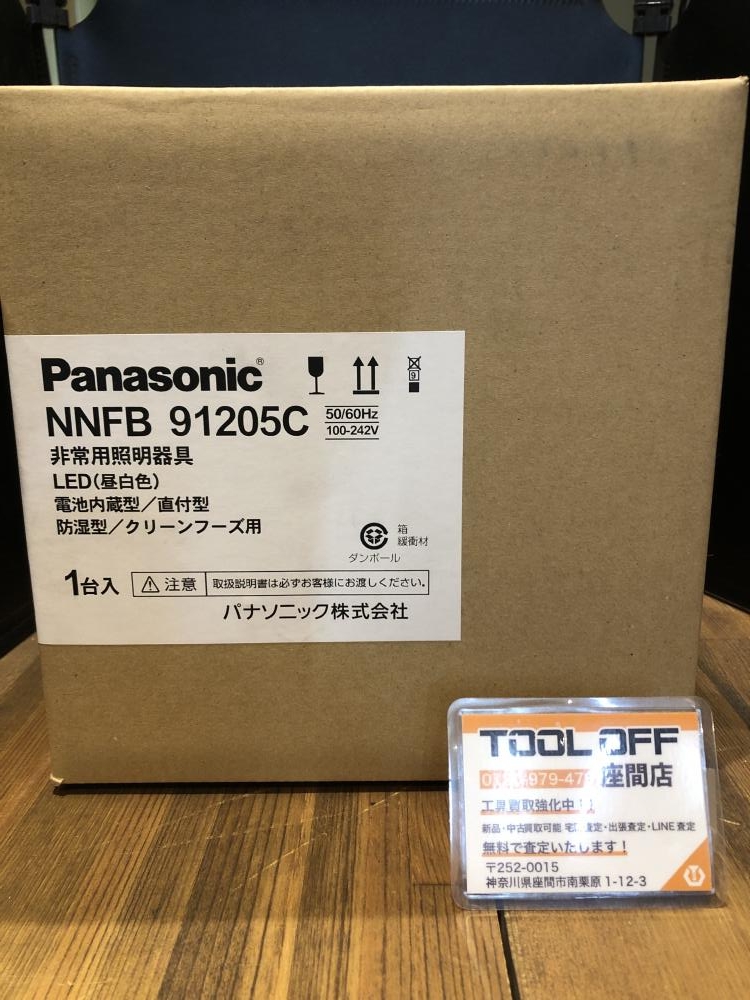 Panasonic®
NNFB 91205C
50/60Hz
100-242V
非常用照明器具
LED(昼白色)
電池内蔵型/直付型
防湿型/クリーンフーズ用
9
箱
緩衝材
ダンボール
1台入
注意 取扱説明書は必ずお客様にお渡しください。
パナソニック株式会社
TOOL OFF
座間店
工具買取強化中!!
新品・中古買取可能 宅配査定・出張査定・LINE査定
無料で査定いたします!
〒252-0015
神奈川県座間市南栗原1-12-3